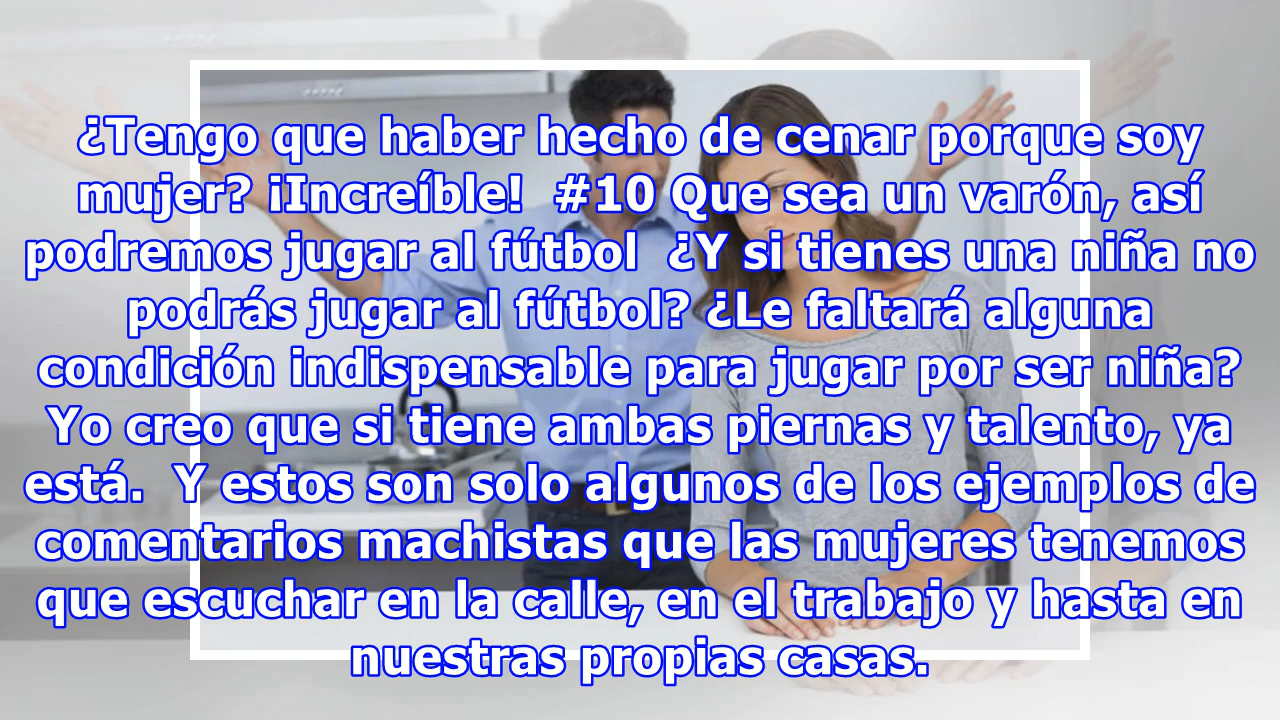 ¿Tengo que haber hecho de cenar porque soy
mujer? ¡Increíble!  #10 Que sea un varón, así
podremos jugar al fútbol  ¿Y si tienes una niña no
podrás jugar al fútbol? ¿Le faltará alguna
condición indispensable para jugar por ser niña?
Yo creo que si tiene ambas piernas y talento, ya
está.  Y estos son solo algunos de los ejemplos de
comentarios machistas que las mujeres tenemos
que escuchar en la calle, en el trabajo y hasta en
nuestras propias casas.